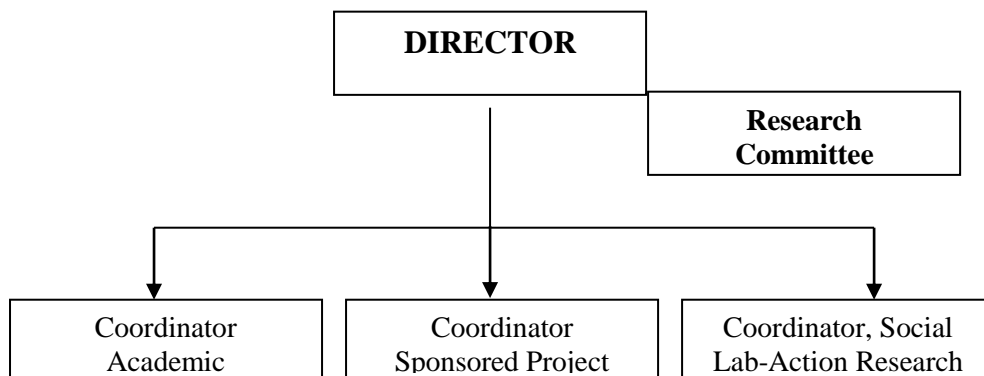 DIRECTOR
Research
Committee
Coordinator
Academic
Coordinator
Sponsored Project
Coordinator, Social
Lab-Action Research